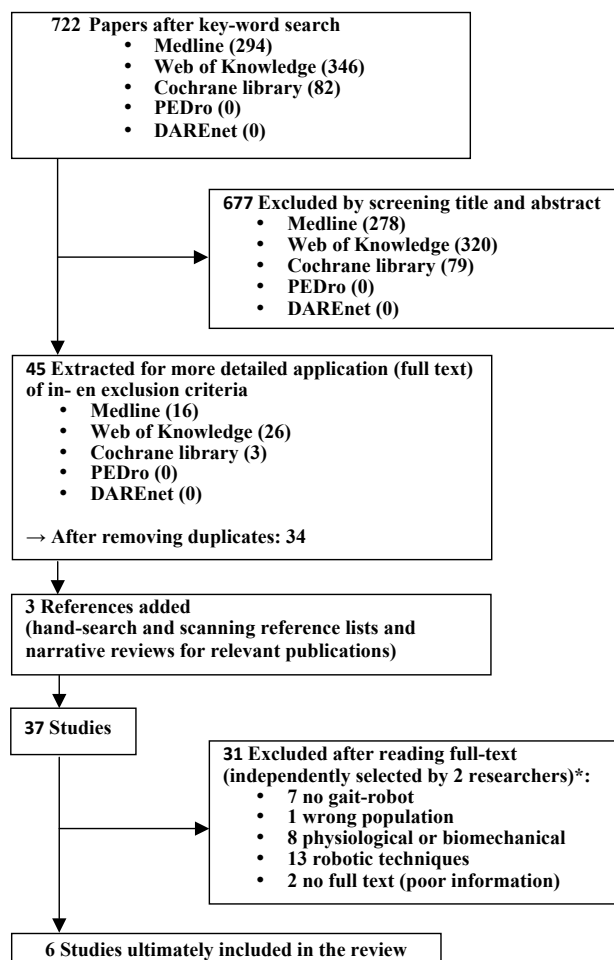 722 Papers after key-word search
• Medline (294)
• Web of Knowledge (346)
• Cochrane library (82)
• PEDro (0)
• DAREnet (0)
677 Excluded by screening title and abstract
• Medline (278)
• Web of Knowledge (320)
• Cochrane library (79)
• PEDro (0)
• DAREnet (0)
45 Extracted for more detailed application (full text)
of in- en exclusion criteria
• Medline (16)
• Web of Knowledge (26)
• Cochrane library (3)
• PEDro (0)
• DAREnet (0)
→ After removing duplicates: 34
3 References added
(hand-search and scanning reference lists and
narrative reviews for relevant publications)
37 Studies
31 Excluded after reading full-text
(independently selected by 2 researchers)*:
• 7 no gait-robot
• 1 wrong population
• 8 physiological or biomechanical
• 13 robotic techniques
• 2 no full text (poor information)
6 Studies ultimately included in the review